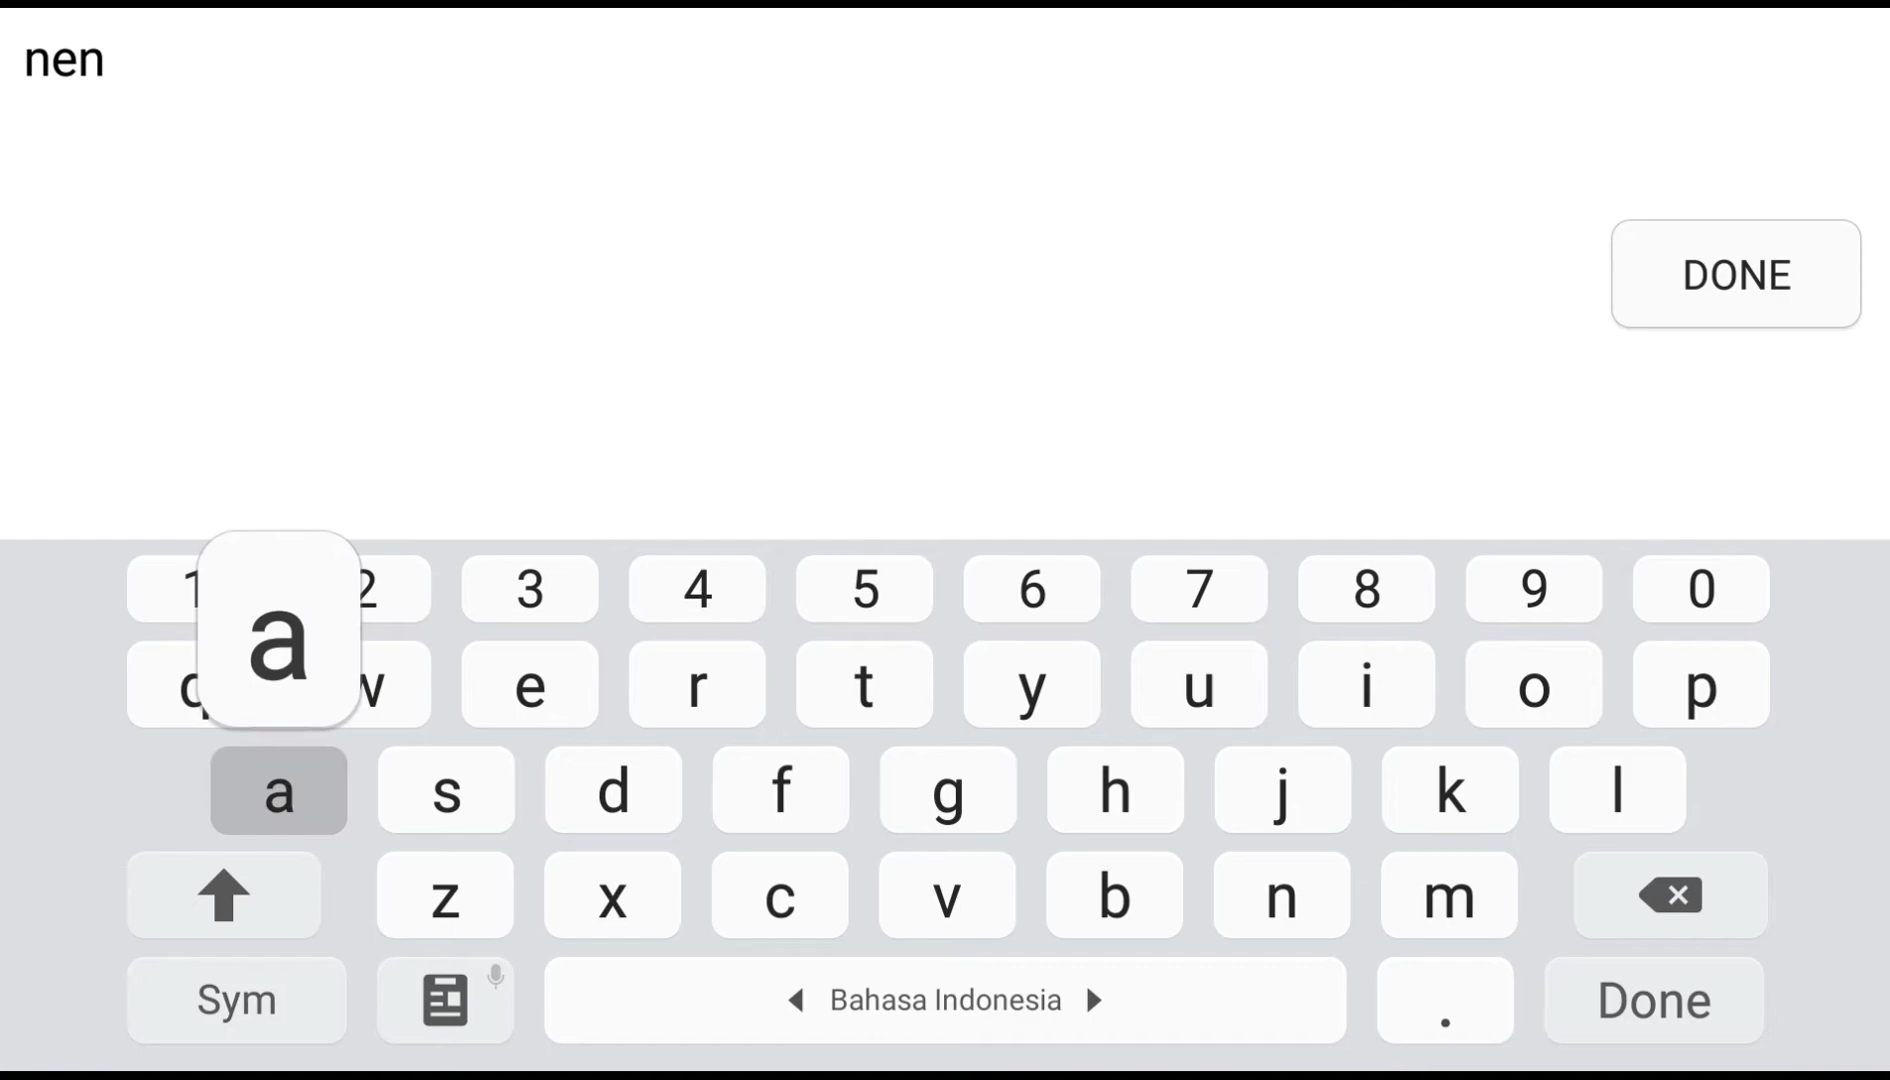 nen
DONE
a
1 2 3 4 5 6 7 8 9 0
q w e r t y u i o p
a s d f g h j k l
z x c v b n m
Sym Bahasa Indonesia . Done